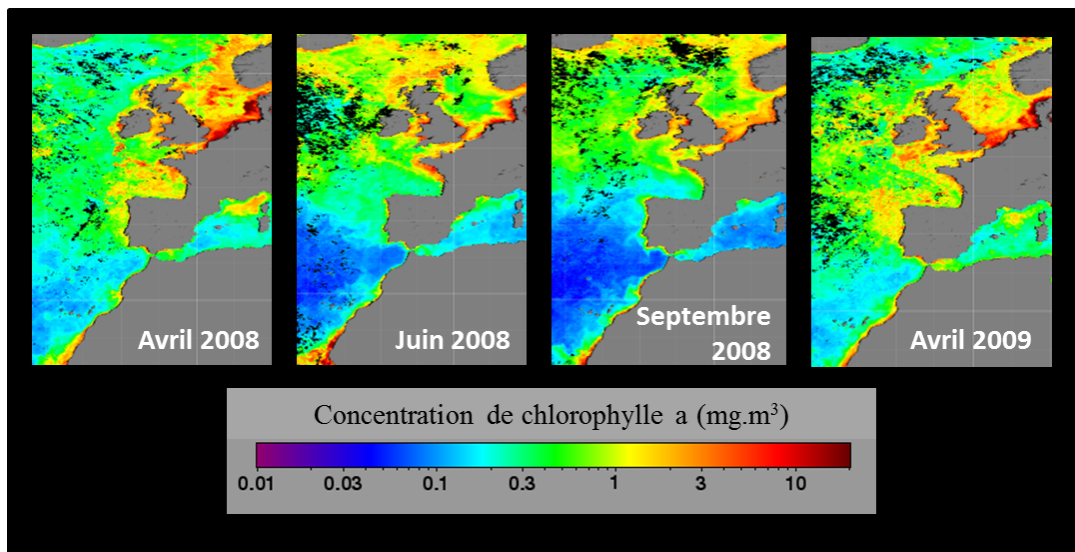 Avril 2008
Juin 2008
Septembre
2008
Avril 2009
Concentration de chlorophylle a (mg.m³)
0.01 0.03 0.1 0.3 1 3 10